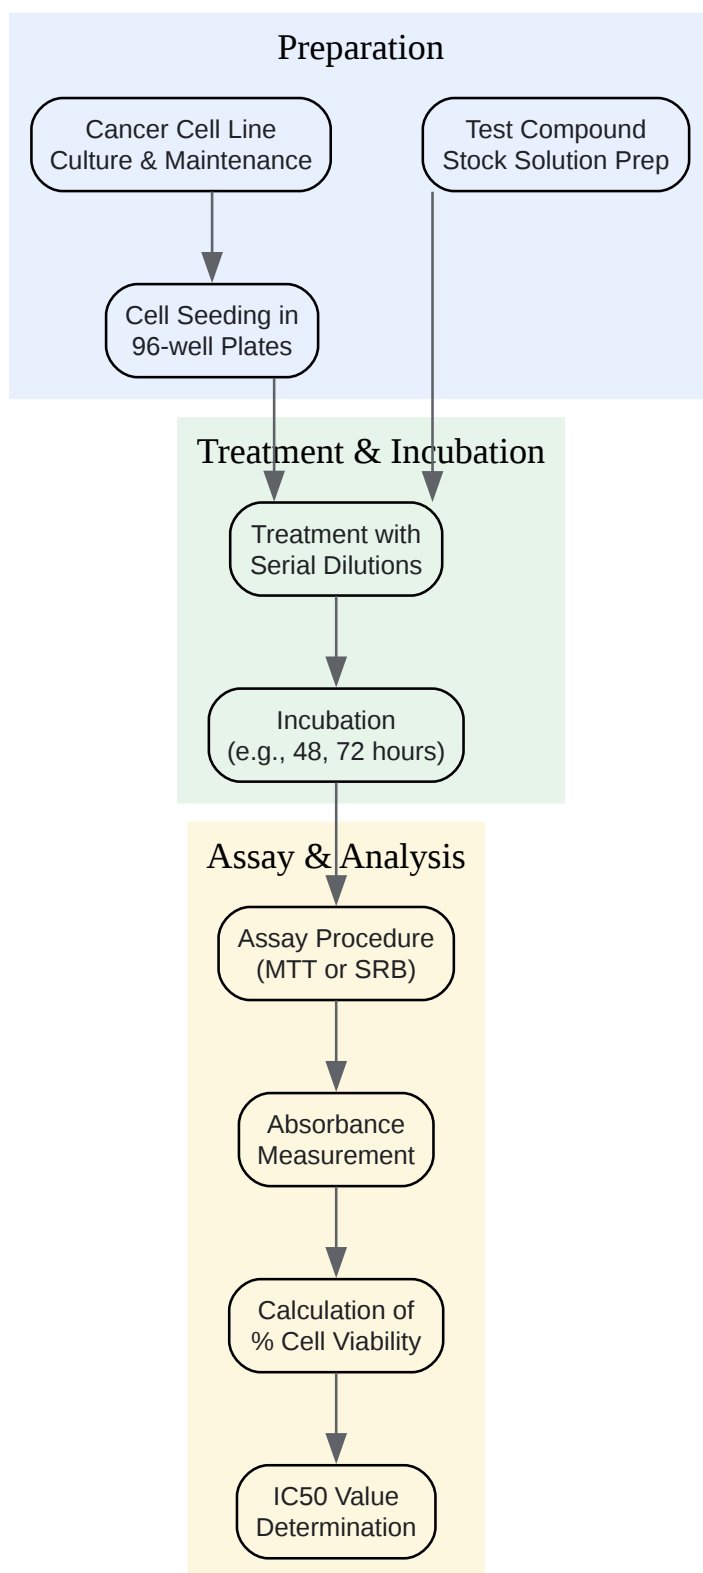 Preparation
Cancer Cell Line
Culture & Maintenance
Test Compound
Stock Solution Prep
Cell Seeding in
96-well Plates
Treatment & Incubation
Treatment with
Serial Dilutions
Incubation
(e.g., 48, 72 hours)
Assay & Analysis
Assay Procedure
(MTT or SRB)
Absorbance
Measurement
Calculation of
% Cell Viability
IC50 Value
Determination